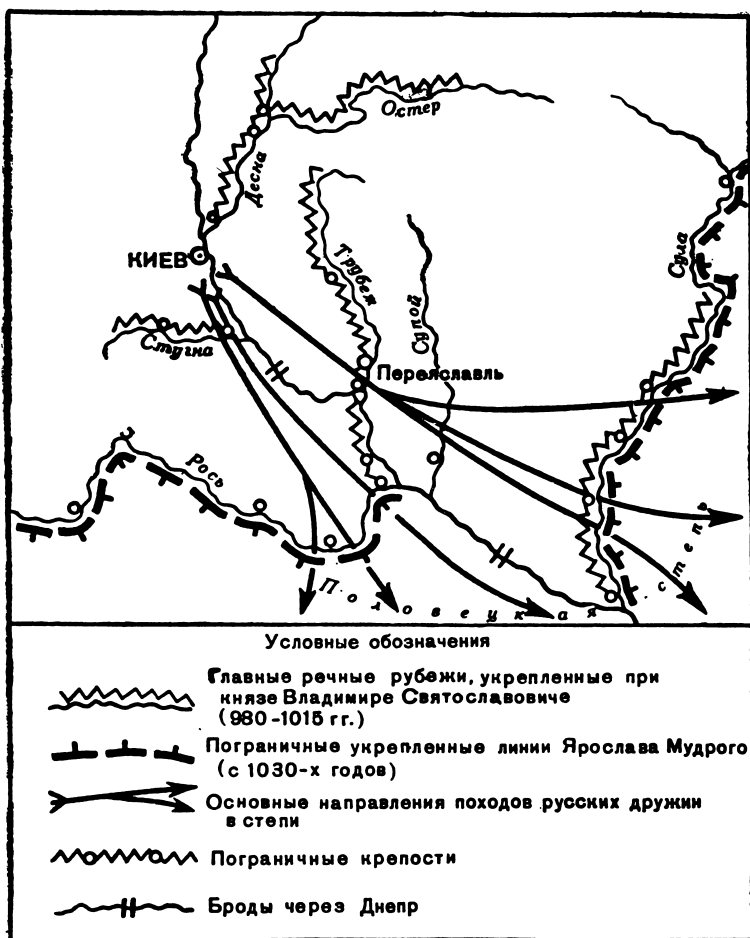 Остер
Десна
КИЕВ
Трубеж
Супой
Сула
Стугна
Переяславль
Рось
Половецкая степь
Условные обозначения
Главные речные рубежи, укрепленные при
князе Владимире Святославовиче
(980-1015 гг.)
Пограничные укрепленные линии Ярослава Мудрого
(с 1030-х годов)
Основные направления походов русских дружин
в степи
Пограничные крепости
Броды через Днепр